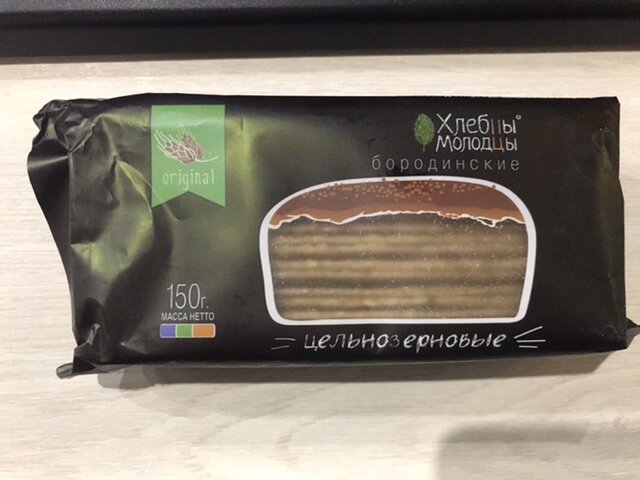 original
Хлебцы
Молодцы
бородинские
150г.
МАССА НЕТТО
цельнозерновые